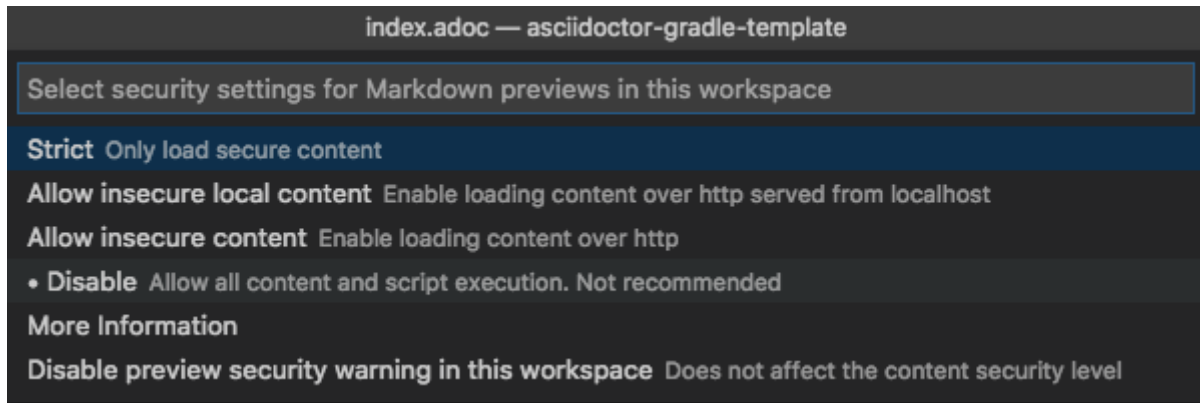 index.adoc — asciidoctor-gradle-template
Select security settings for Markdown previews in this workspace
Strict Only load secure content
Allow insecure local content Enable loading content over http served from localhost
Allow insecure content Enable loading content over http
• Disable Allow all content and script execution. Not recommended
More Information
Disable preview security warning in this workspace Does not affect the content security level